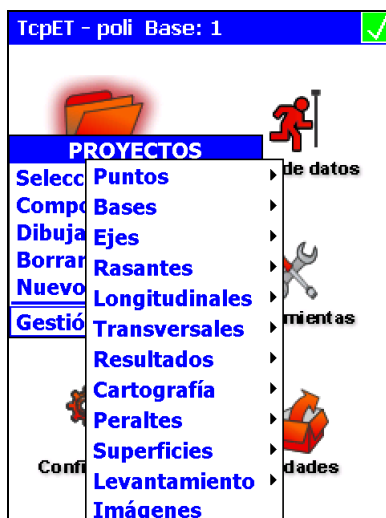 TcpET - poli Base: 1
PROYECTOS
Selecc
Compo
Dibuja
Borrar
Nuevo
Gestió
Puntos
Bases
Ejes
Rasantes
Longitudinales
Transversales
Resultados
Cartografía
Peraltes
Superficies
Levantamiento
Imágenes
de datos
mientas
Confi
dades